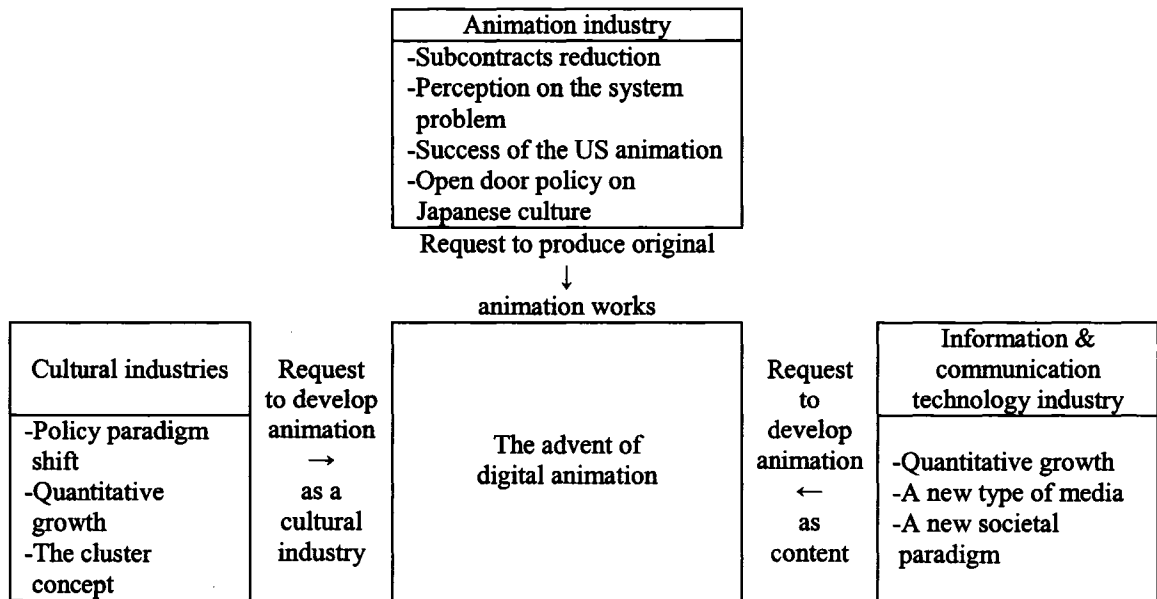 Animation industry
-Subcontracts reduction
-Perception on the system
problem
-Success of the US animation
-Open door policy on
Japanese culture
Request to produce original
↓
animation works
Cultural industries
-Policy paradigm
shift
-Quantitative
growth
-The cluster
concept
Request
to develop
animation
→
as a
cultural
industry
The advent of
digital animation
Request
to
develop
animation
←
as
content
Information &
communication
technology industry
-Quantitative growth
-A new type of media
-A new societal
paradigm